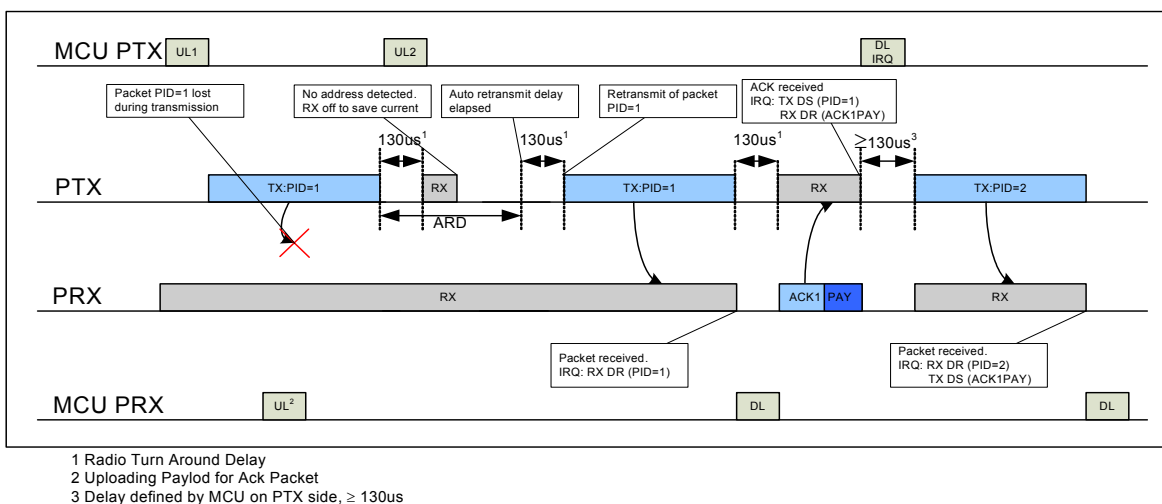 MCU PTX
UL1
UL2
DL
IRQ
Packet PID=1 lost
during transmission
No address detected.
RX off to save current
Auto retransmit delay
elapsed
Retransmit of packet
PID=1
ACK received
IRQ: TX DS (PID=1)
RX DR (ACK1PAY)
130us1
130us1
130us1
≥130us3
PTX
TX:PID=1
RX
TX:PID=1
RX
TX:PID=2
ARD
PRX
RX
ACK1
PAY
RX
Packet received.
IRQ: RX DR (PID=1)
Packet received.
IRQ: RX DR (PID=2)
TX DS (ACK1PAY)
MCU PRX
UL2
DL
DL
1 Radio Turn Around Delay
2 Uploading Paylod for Ack Packet
3 Delay defined by MCU on PTX side, ≥ 130us